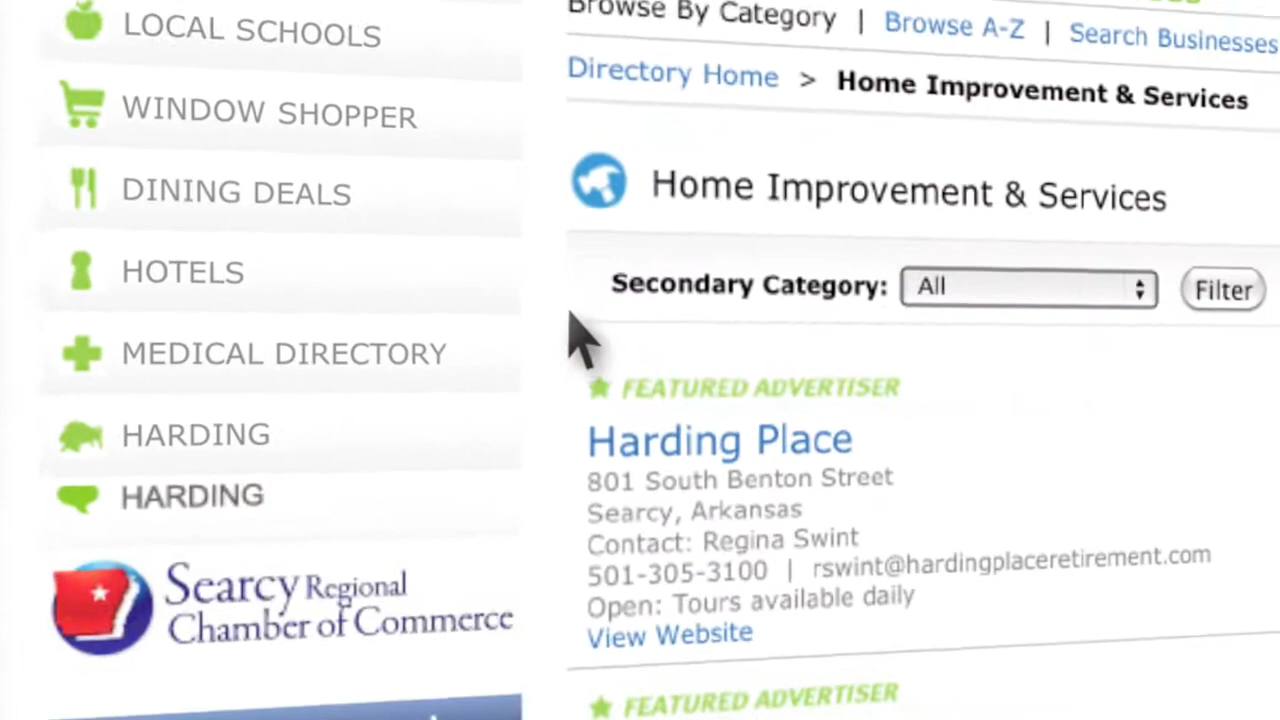 LOCAL SCHOOLS
WINDOW SHOPPER
DINING DEALS
HOTELS
MEDICAL DIRECTORY
HARDING
HARDING
Searcy Regional
Chamber of Commerce
Browse By Category | Browse A-Z | Search Businesses
Directory Home > Home Improvement & Services
Home Improvement & Services
Secondary Category: All Filter
FEATURED ADVERTISER
Harding Place
801 South Benton Street
Searcy, Arkansas
Contact: Regina Swint
501-305-3100 | rswint@hardingplaceretirement.com
Open: Tours available daily
View Website
FEATURED ADVERTISER